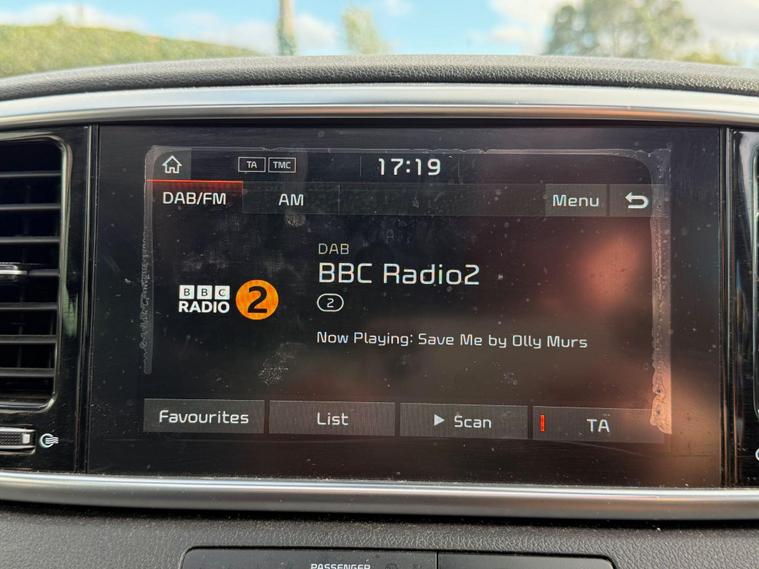 TA TMC 17:19
DAB/FM AM Menu
DAB
BBC Radio2
BBC
RADIO 2
2
Now Playing: Save Me by Olly Murs
Favourites List Scan TA
PASSENGER